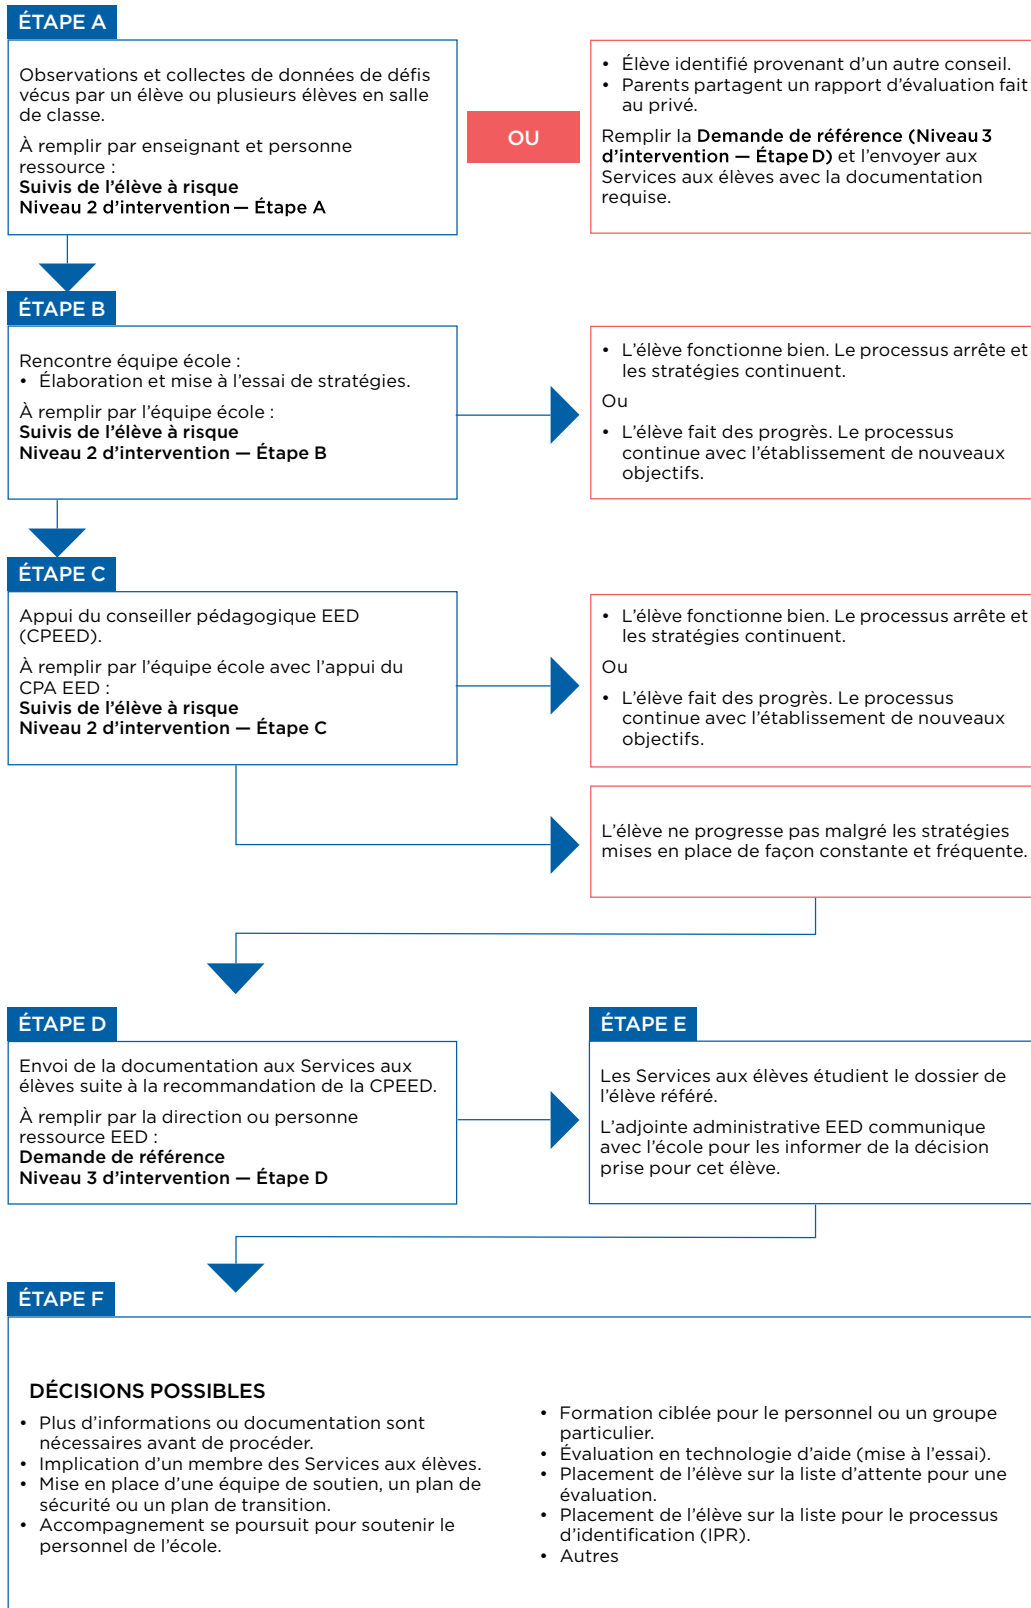 ÉTAPE A
Observations et collectes de données de défis
vécus par un élève ou plusieurs élèves en salle
de classe.
À remplir par enseignant et personne
ressource :
Suivis de l'élève à risque
Niveau 2 d'intervention — Étape A
OU
• Élève identifié provenant d'un autre conseil.
• Parents partagent un rapport d'évaluation fait
au privé.
Remplir la Demande de référence (Niveau 3
d'intervention — Étape D) et l'envoyer aux
Services aux élèves avec la documentation
requise.
ÉTAPE B
Rencontre équipe école :
• Élaboration et mise à l'essai de stratégies.
À remplir par l'équipe école :
Suivis de l'élève à risque
Niveau 2 d'intervention — Étape B
• L'élève fonctionne bien. Le processus arrête et
les stratégies continuent.
Ou
• L'élève fait des progrès. Le processus
continue avec l'établissement de nouveaux
objectifs.
ÉTAPE C
Appui du conseiller pédagogique EED
(CPEED).
À remplir par l'équipe école avec l'appui du
CPA EED :
Suivis de l'élève à risque
Niveau 2 d'intervention — Étape C
• L'élève fonctionne bien. Le processus arrête et
les stratégies continuent.
Ou
• L'élève fait des progrès. Le processus
continue avec l'établissement de nouveaux
objectifs.
L'élève ne progresse pas malgré les stratégies
mises en place de façon constante et fréquente.
ÉTAPE D
Envoi de la documentation aux Services aux
élèves suite à la recommandation de la CPEED.
À remplir par la direction ou personne
ressource EED :
Demande de référence
Niveau 3 d'intervention — Étape D
ÉTAPE E
Les Services aux élèves étudient le dossier de
l'élève référé.
L'adjointe administrative EED communique
avec l'école pour les informer de la décision
prise pour cet élève.
ÉTAPE F
DÉCISIONS POSSIBLES
• Plus d'informations ou documentation sont
nécessaires avant de procéder.
• Implication d'un membre des Services aux élèves.
• Mise en place d'une équipe de soutien, un plan de
sécurité ou un plan de transition.
• Accompagnement se poursuit pour soutenir le
personnel de l'école.
• Formation ciblée pour le personnel ou un groupe
particulier.
• Évaluation en technologie d'aide (mise à l'essai).
• Placement de l'élève sur la liste d'attente pour une
évaluation.
• Placement de l'élève sur la liste pour le processus
d'identification (IPR).
• Autres